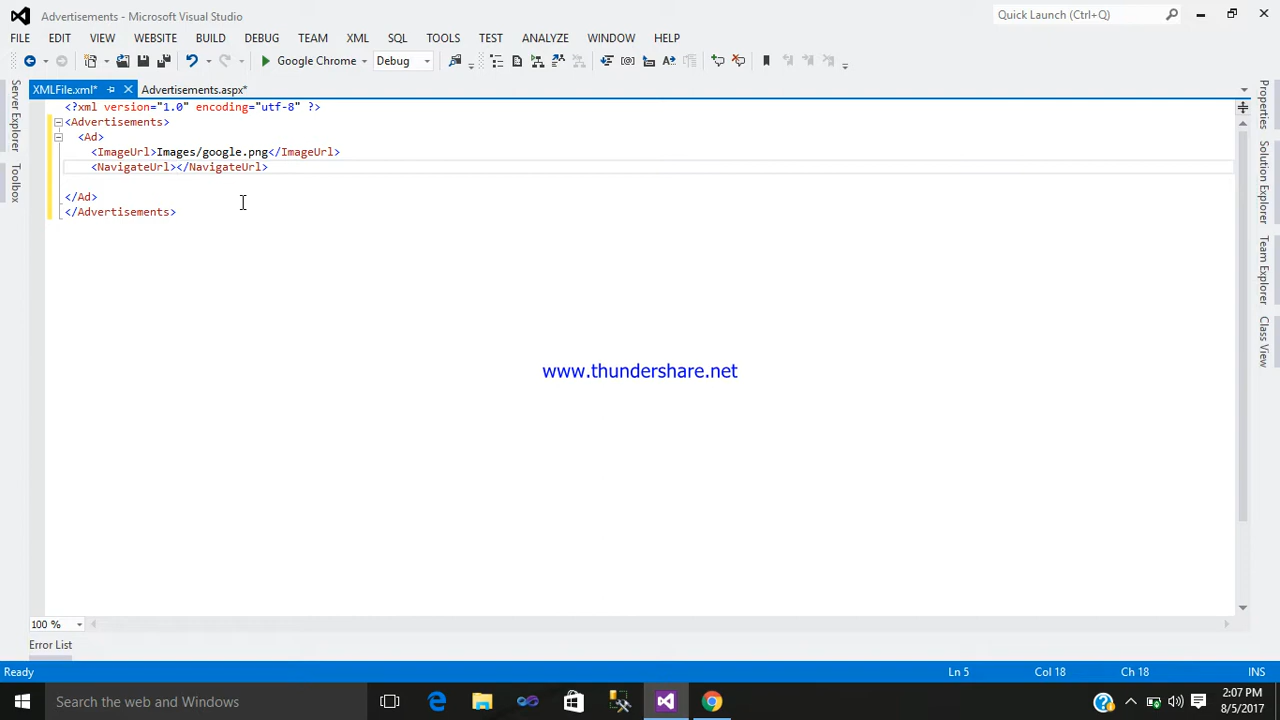 Advertisements - Microsoft Visual Studio
Quick Launch (Ctrl+Q)
FILE EDIT VIEW WEBSITE BUILD DEBUG TEAM XML SQL TOOLS TEST ANALYZE WINDOW HELP
Google Chrome Debug
XMLFile.xml* Advertisements.aspx*
<?xml version="1.0" encoding="utf-8" ?>
<Advertisements>
<Ad>
<ImageUrl>Images/google.png</ImageUrl>
<NavigateUrl></NavigateUrl>
</Ad>
</Advertisements>
Server Explorer
Toolbox
Properties
Solution Explorer
Team Explorer
Class View
www.thundershare.net
100 %
Error List
Ready Ln 5 Col 18 Ch 18 INS
Search the web and Windows
2:07 PM
8/5/2017